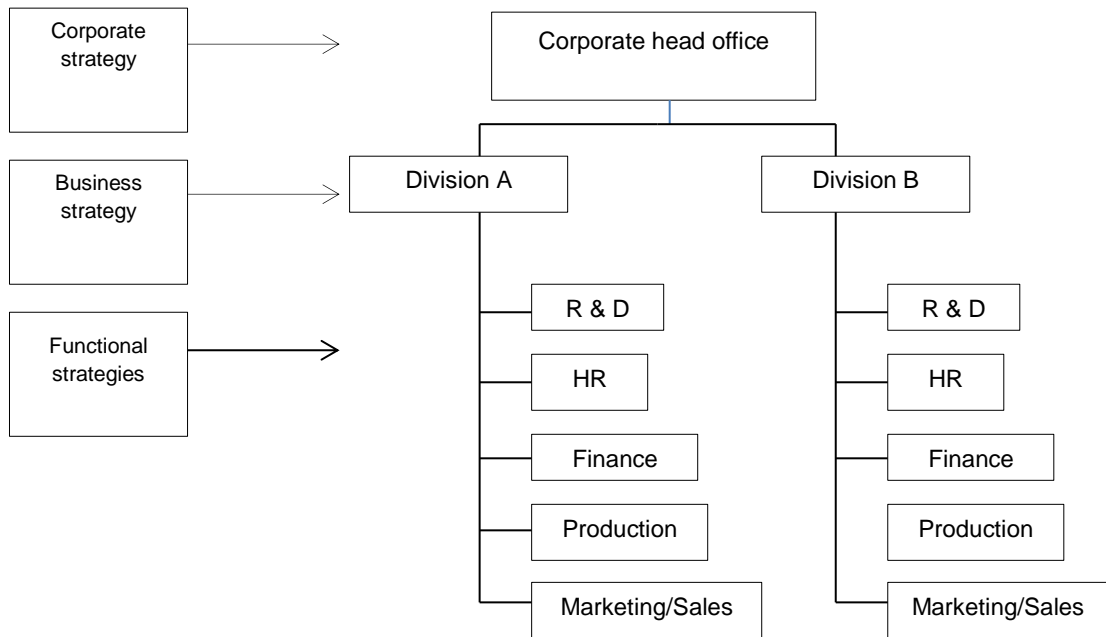 Corporate
strategy
Corporate head office
Business
strategy
Division A
Division B
Functional
strategies
R & D
HR
Finance
Production
Marketing/Sales
R & D
HR
Finance
Production
Marketing/Sales